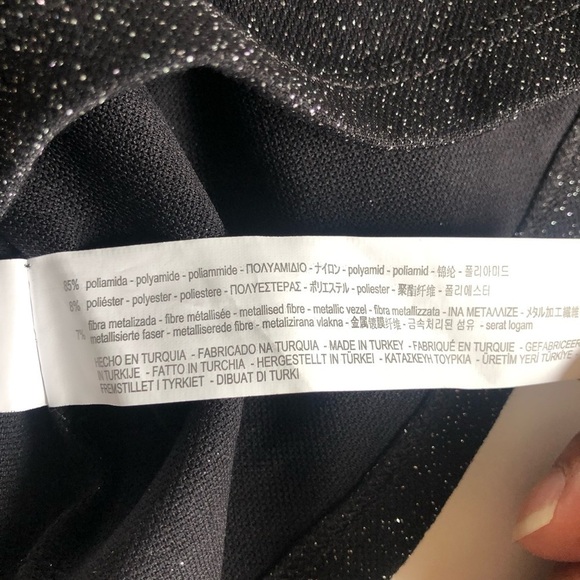 85% poliamida - polyamide - poliammide - ΠΟΛΥΑΜΙΔΙΟ - ナイロン - polyamid - poliamid - 锦纶 - 폴리아미드
8% poliéster - polyester - poliestere - ΠΟΛΥΕΣΤΕΡΑΣ - ポリエステル - poliester - 聚酯纤维 - 폴리에스터
7% fibra metalizada - fibre métallisée - metallised fibre - metallic vezel - fibra metallizzata - ΙΝΑ ΜΕΤΑΛΛΙΖΕ - メタル加工繊維
metallisierte faser - metalliserede fibre - metalizirana vlakna - 金属镀膜纤维 - 금속처리된 섬유 - serat logam
HECHO EN TURQUIA - FABRICADO NA TURQUIA - MADE IN TURKEY - FABRIQUÉ EN TURQUIE - GEFABRICEER
IN TURKIJE - FATTO IN TURCHIA - HERGESTELLT IN TÜRKEI - ΚΑΤΑΣΚΕΥΗ ΤΟΥΡΚΙΑ - ÜRETİM YERİ TÜRKİYE
FREMSTILLET I TYRKIET - DIBUAT DI TURKI